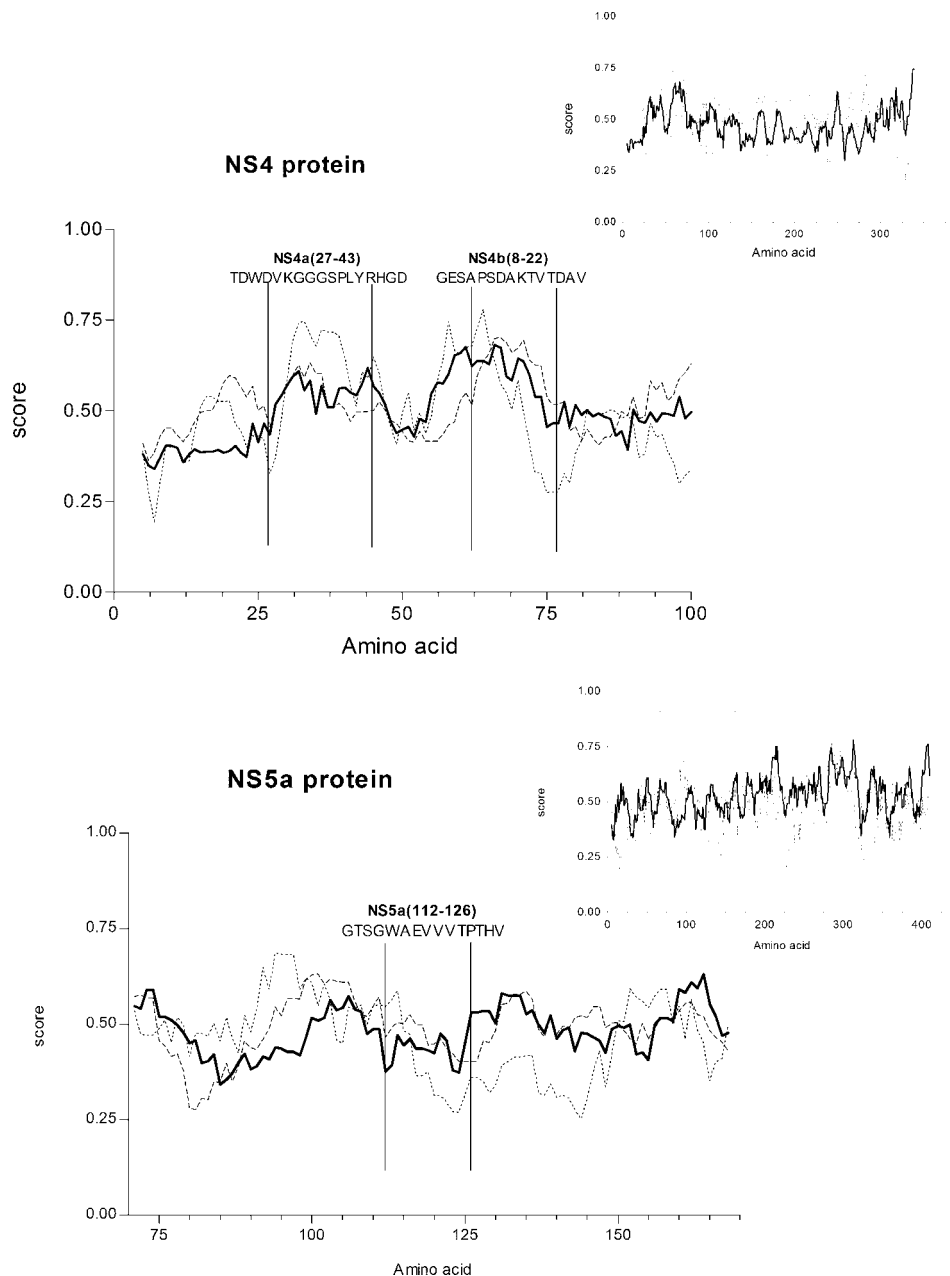 1.00
0.75
score
0.50
0.25
0.00
0 100 200 300
Amino acid
NS4 protein
1.00
NS4a(27-43) NS4b(8-22)
TDWDVKGGGSPLYRHGD GESAPSDAKTVTDAV
0.75
score
0.50
0.25
0.00
0 25 50 75 100
Amino acid
1.00
0.75
score
0.50
0.25
0.00
0 100 200 300 400
Amino acid
NS5a protein
1.00
NS5a(112-126)
0.75
GTSGWAEVVVTPTHV
score
0.50
0.25
0.00
75 100 125 150
Amino acid